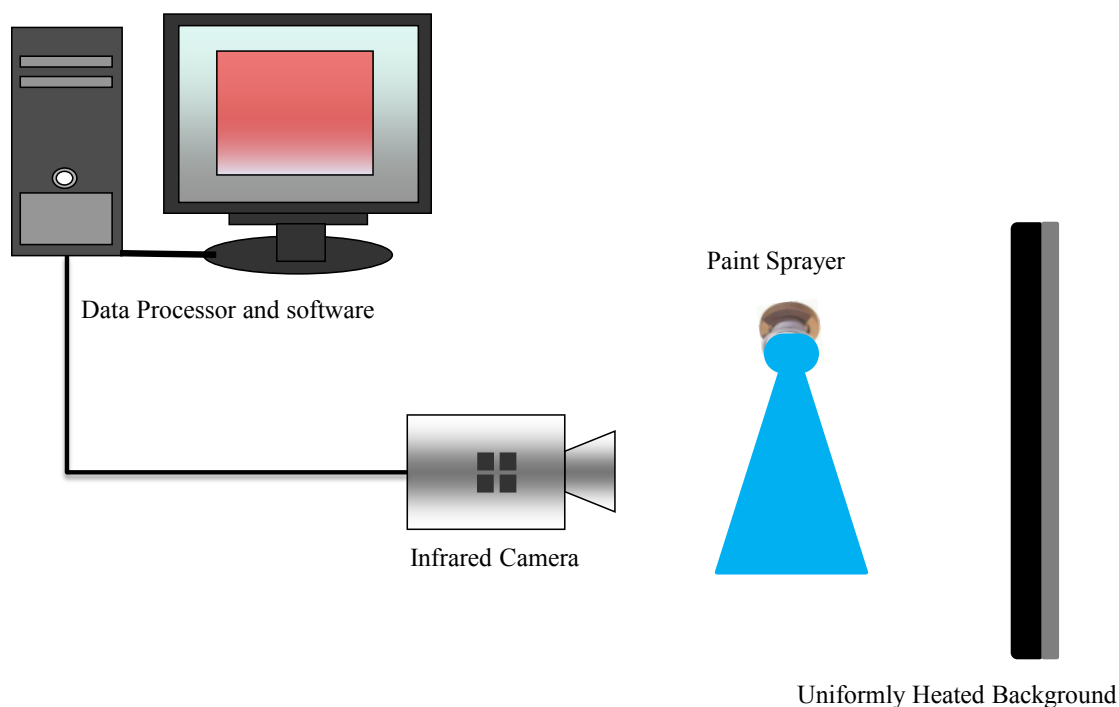 Paint Sprayer
Data Processor and software
Infrared Camera
Uniformly Heated Background